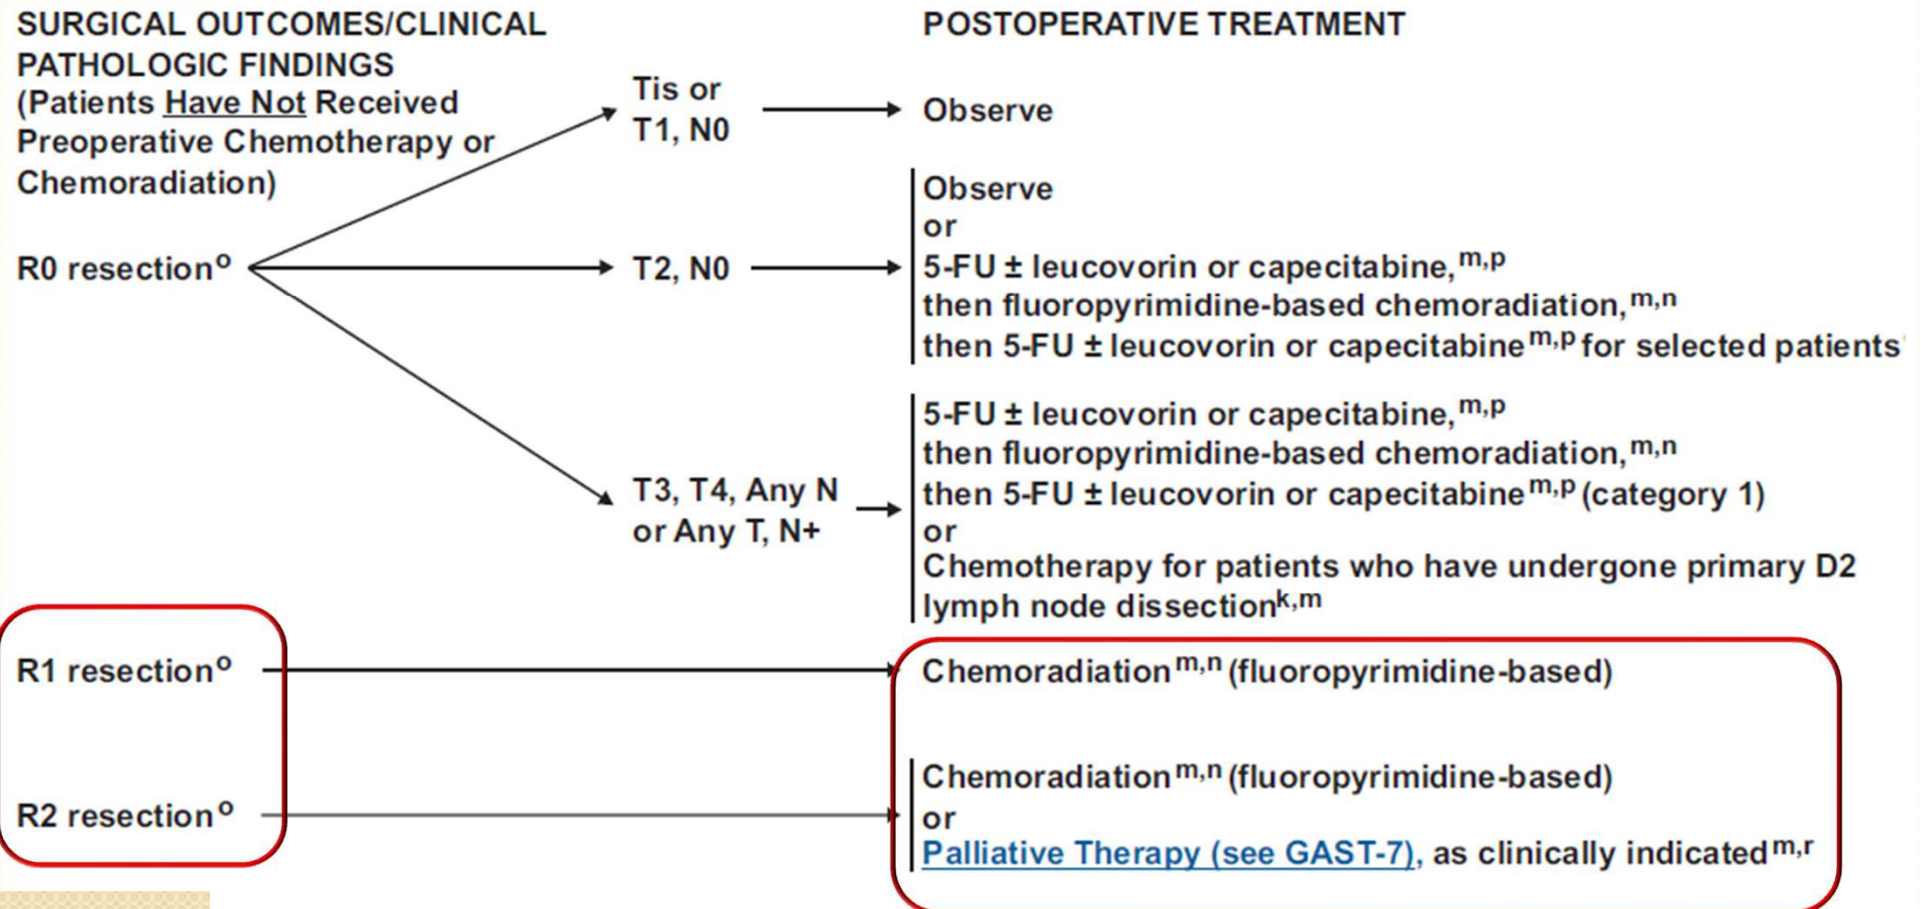 SURGICAL OUTCOMES/CLINICAL
PATHOLOGIC FINDINGS
(Patients Have Not Received
Preoperative Chemotherapy or
Chemoradiation)
POSTOPERATIVE TREATMENT
R0 resectionᵒ
Tis or
T1, N0
Observe
T2, N0
Observe
or
5-FU ± leucovorin or capecitabine,ᵐ,ᵖ
then fluoropyrimidine-based chemoradiation,ᵐ,ⁿ
then 5-FU ± leucovorin or capecitabineᵐ,ᵖ for selected patients
T3, T4, Any N
or Any T, N+
5-FU ± leucovorin or capecitabine,ᵐ,ᵖ
then fluoropyrimidine-based chemoradiation,ᵐ,ⁿ
then 5-FU ± leucovorin or capecitabineᵐ,ᵖ (category 1)
or
Chemotherapy for patients who have undergone primary D2
lymph node dissectionᵏ,ᵐ
R1 resectionᵒ
Chemoradiationᵐ,ⁿ (fluoropyrimidine-based)
R2 resectionᵒ
Chemoradiationᵐ,ⁿ (fluoropyrimidine-based)
or
Palliative Therapy (see GAST-7), as clinically indicatedᵐ,ʳ